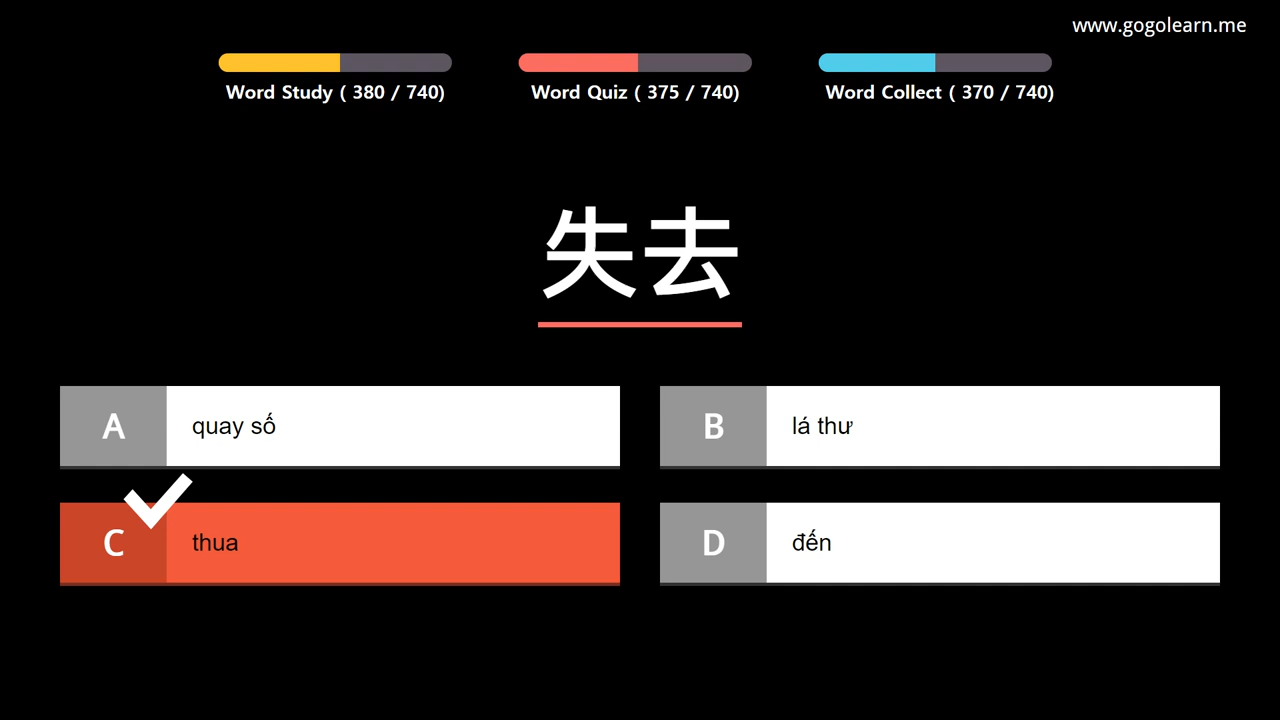 www.gogolearn.me
Word Study ( 380 / 740)
Word Quiz ( 375 / 740)
Word Collect ( 370 / 740)
失去
A quay số
B lá thư
C thua
D đến